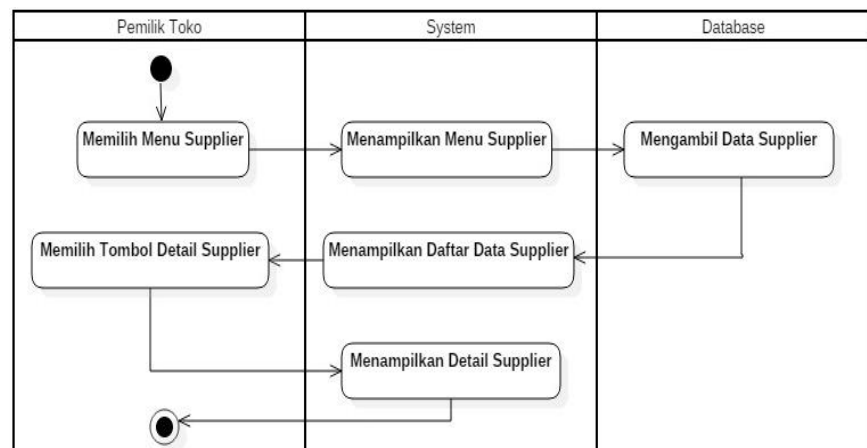 Pemilik Toko
System
Database
Memilih Menu Supplier
Menampilkan Menu Supplier
Mengambil Data Supplier
Memilih Tombol Detail Supplier
Menampilkan Daftar Data Supplier
Menampilkan Detail Supplier